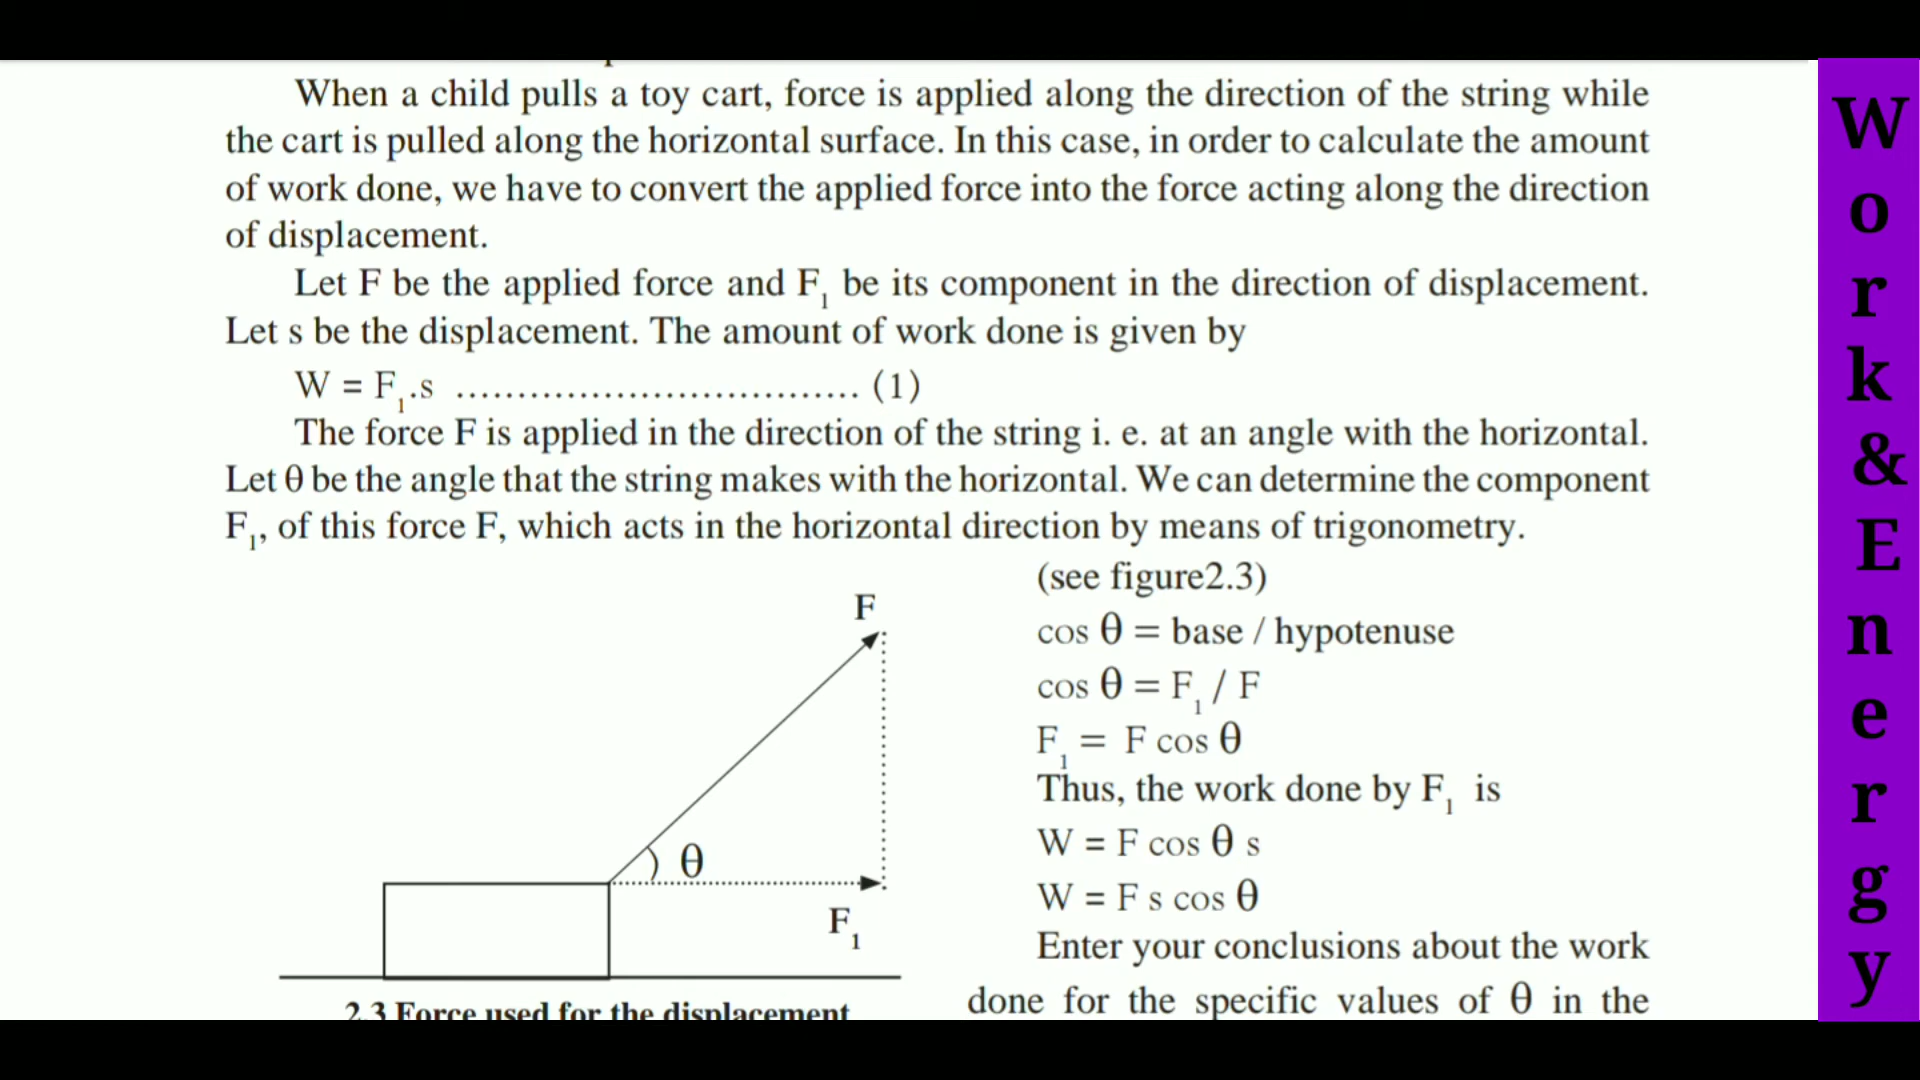 When a child pulls a toy cart, force is applied along the direction of the string while
the cart is pulled along the horizontal surface. In this case, in order to calculate the amount
of work done, we have to convert the applied force into the force acting along the direction
of displacement.
Let F be the applied force and F₁ be its component in the direction of displacement.
Let s be the displacement. The amount of work done is given by
W = F₁.s ................................. (1)
The force F is applied in the direction of the string i. e. at an angle with the horizontal.
Let θ be the angle that the string makes with the horizontal. We can determine the component
F₁, of this force F, which acts in the horizontal direction by means of trigonometry.
F
θ
F₁
2.3 Force used for the displacement
(see figure2.3)
cos θ = base / hypotenuse
cos θ = F₁ / F
F₁ = F cos θ
Thus, the work done by F₁ is
W = F cos θ s
W = F s cos θ
Enter your conclusions about the work
done for the specific values of θ in the
W
o
r
k
&
E
n
e
r
g
y